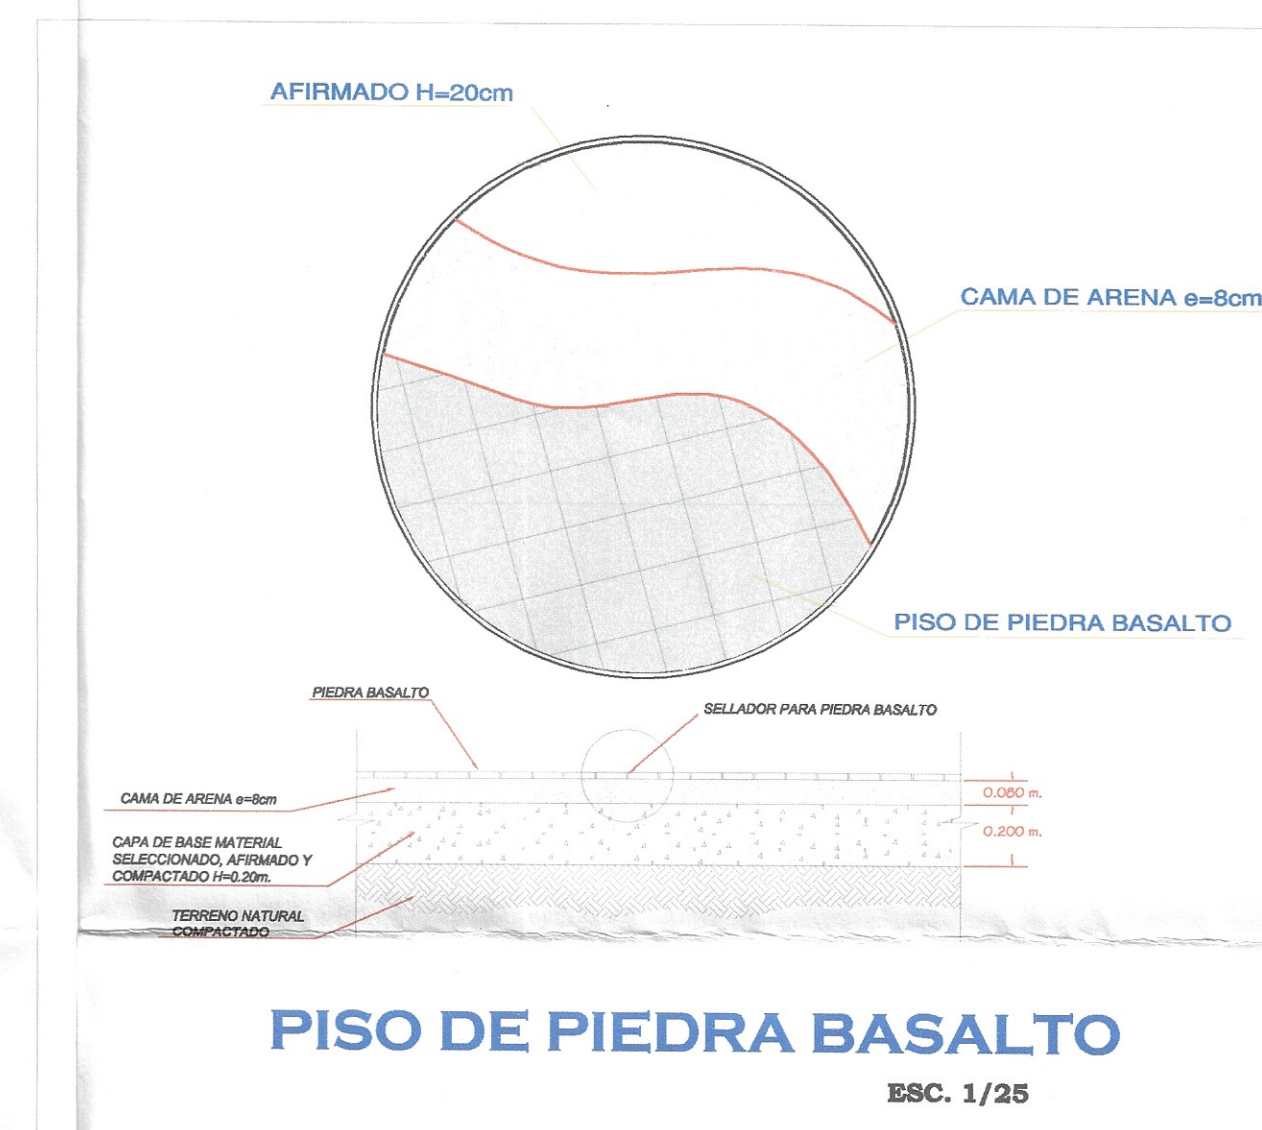 AFIRMADO H=20cm
CAMA DE ARENA e=8cm
PISO DE PIEDRA BASALTO
PIEDRA BASALTO
SELLADOR PARA PIEDRA BASALTO
CAMA DE ARENA e=8cm
0.080 m.
CAPA DE BASE MATERIAL
SELECCIONADO, AFIRMADO Y
COMPACTADO H=0.20m.
0.200 m.
TERRENO NATURAL
COMPACTADO
PISO DE PIEDRA BASALTO
ESC. 1/25